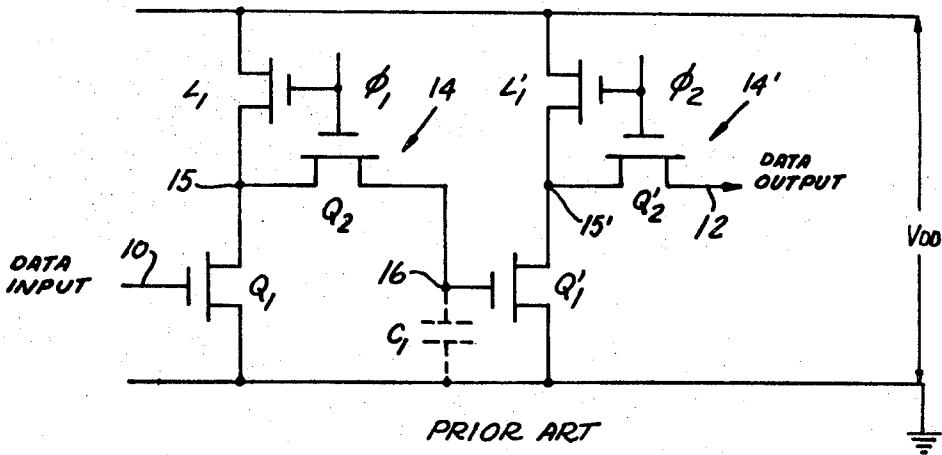 L₁
ϕ₁
14
L₁'
ϕ₂
14'
15
Q₂
15'
Q₂'
12
DATA
OUTPUT
VDD
DATA
INPUT
10
Q₁
16
C₁
Q₁'
PRIOR ART